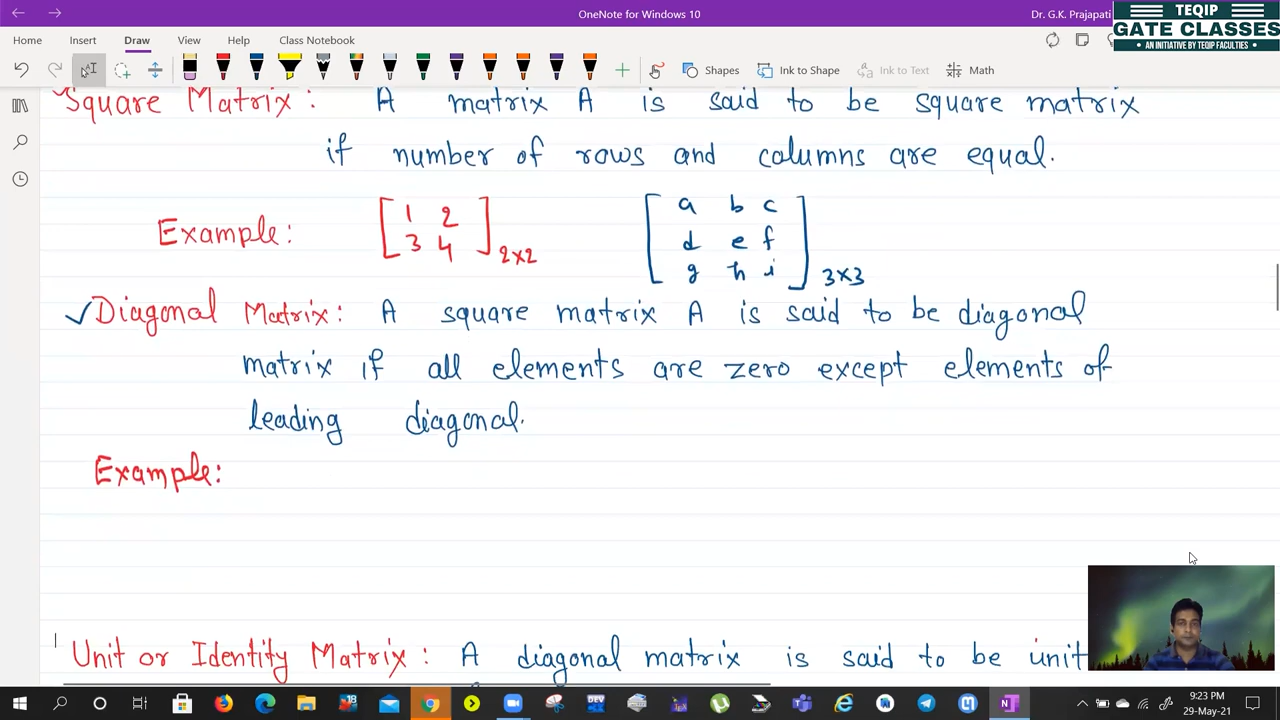 OneNote for Windows 10
Dr. G.K. Prajapati
TEQIP
GATE CLASSES
AN INITIATIVE BY TEQIP FACULTIES
Home Insert Draw View Help Class Notebook
Shapes Ink to Shape Ink to Text Math
Square Matrix : A matrix A is said to be square matrix
if number of rows and columns are equal.
Example: [1 2
3 4] 2×2
[a b c
d e f
g h i] 3×3
✓Diagonal Matrix: A square matrix A is said to be diagonal
matrix if all elements are zero except elements of
leading diagonal.
Example:
Unit or Identity Matrix : A diagonal matrix is said to be unit
9:23 PM
29-May-21